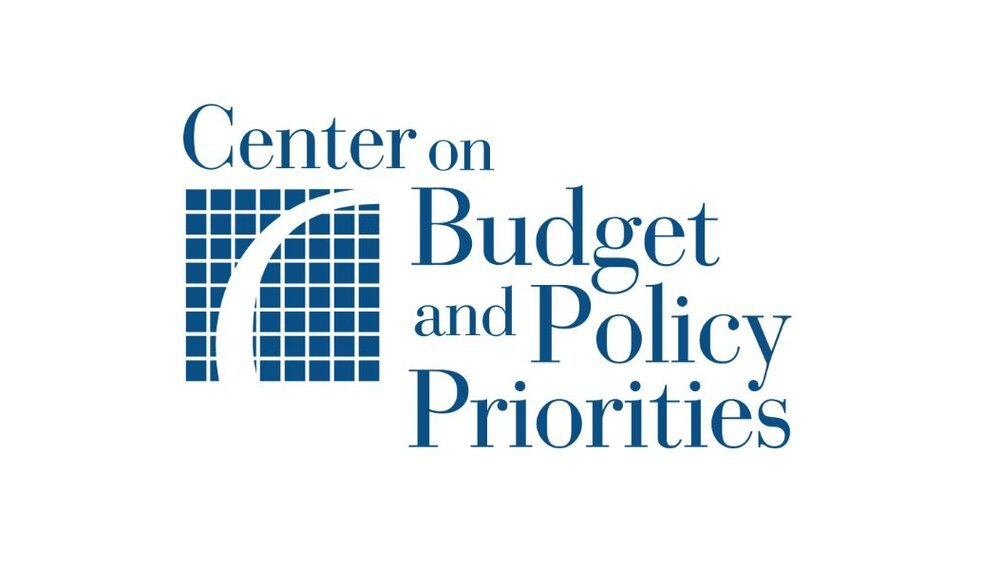 Center on
Budget
and Policy
Priorities